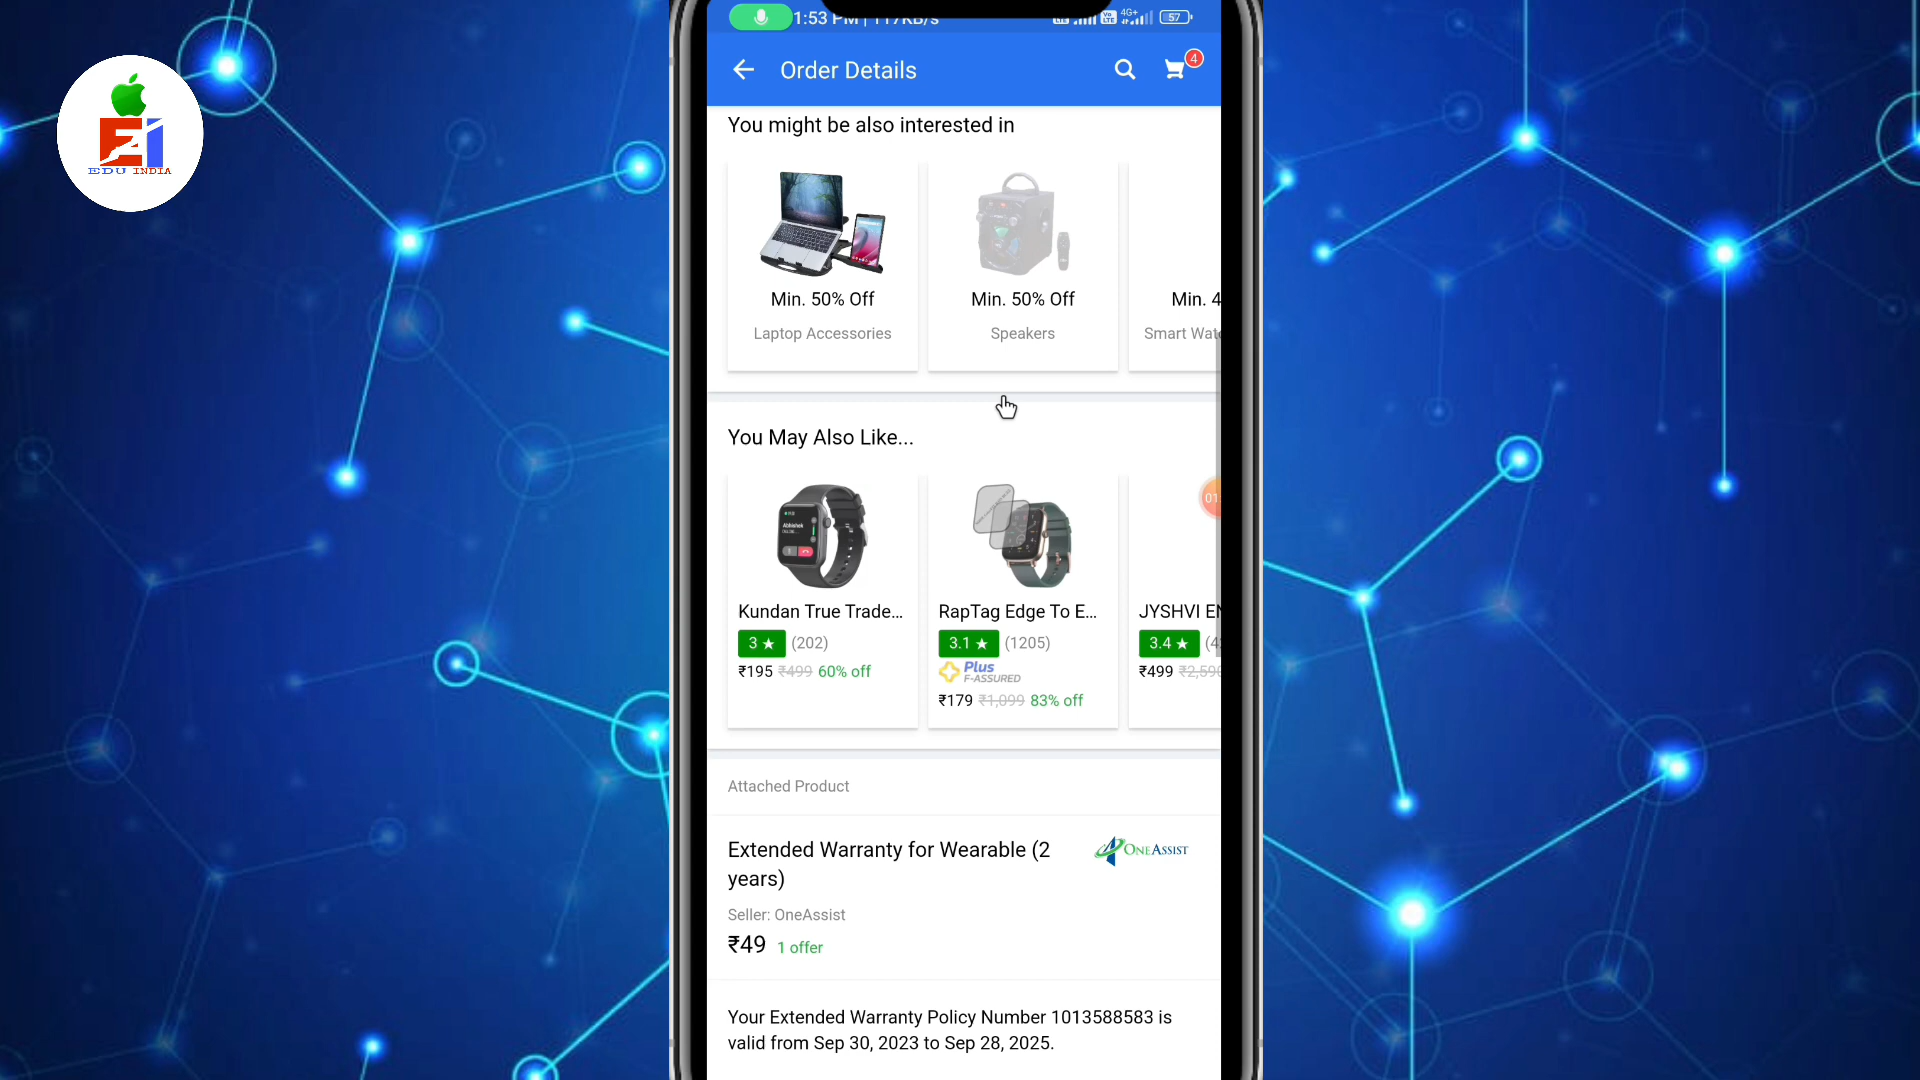 1:53 PM | 117KB/s
4G+
57
EDU INDIA
Order Details
4
You might be also interested in
Min. 50% Off
Laptop Accessories
Min. 50% Off
Speakers
Min. 4
Smart Wat
You May Also Like...
01
Kundan True Trade...
3 ★ (202)
₹195 ₹499 60% off
RapTag Edge To E...
3.1 ★ (1205)
Plus
F-ASSURED
₹179 ₹1,099 83% off
JYSHVI EN
3.4 ★
₹499 ₹2,599
Attached Product
Extended Warranty for Wearable (2
years)
ONEASSIST
Seller: OneAssist
₹49 1 offer
Your Extended Warranty Policy Number 1013588583 is
valid from Sep 30, 2023 to Sep 28, 2025.